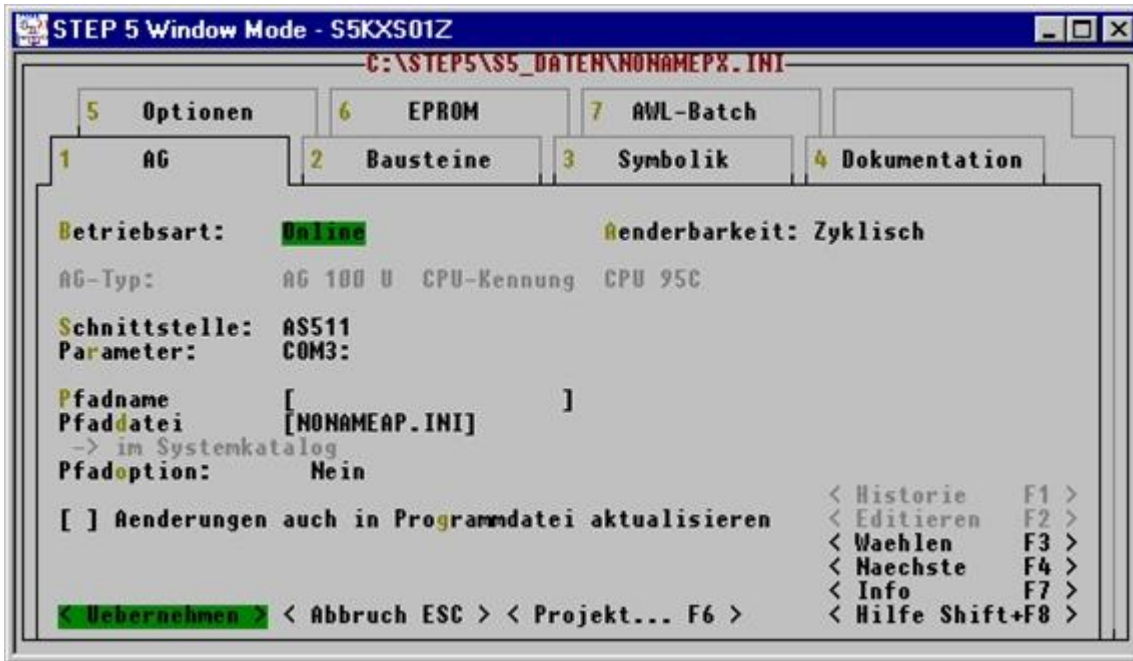 STEP 5 Window Mode - S5KXS01Z
C:\STEP5\S5_DATEN\NONAMEPX.INI
5 Optionen 6 EPROM 7 AWL-Batch
1 AG 2 Bausteine 3 Symbolik 4 Dokumentation
Betriebsart: Online Aenderbarkeit: Zyklisch
AG-Typ: AG 100 U CPU-Kennung CPU 95C
Schnittstelle: AS511
Parameter: COM3:
Pfadname [ ]
Pfaddatei [NONAMEAP.INI]
-> im Systemkatalog
Pfadoption: Nein
[ ] Aenderungen auch in Programmdatei aktualisieren
< Historie F1 >
< Editieren F2 >
< Waehlen F3 >
< Naechste F4 >
< Info F7 >
< Uebernehmen > < Abbruch ESC > < Projekt... F6 > < Hilfe Shift+F8 >